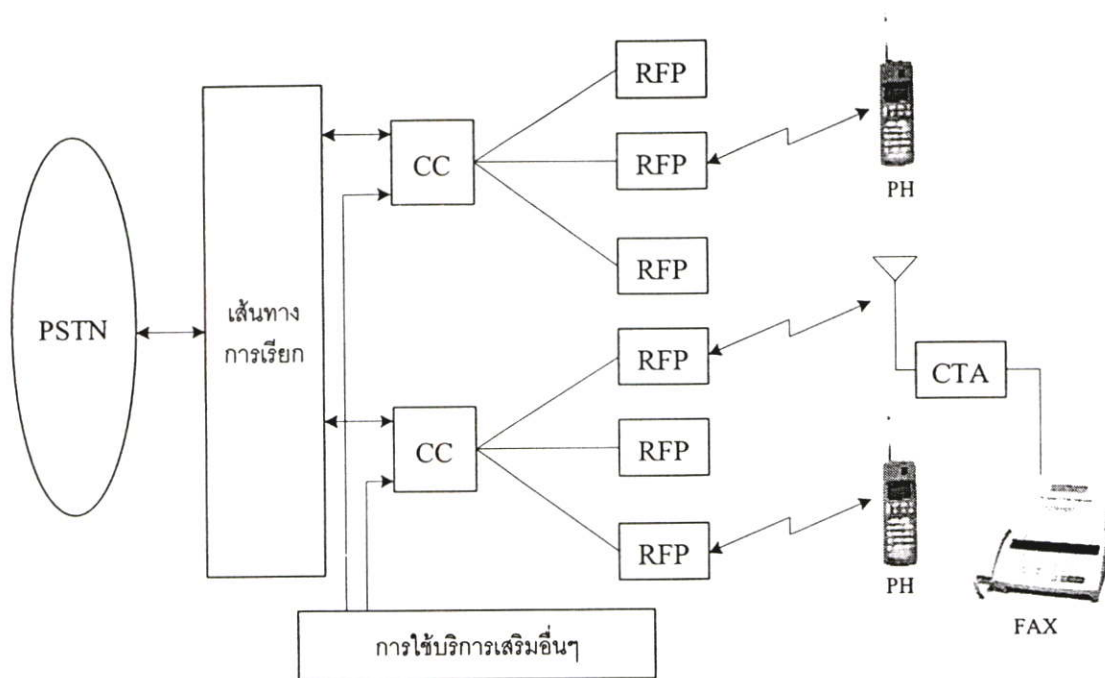 PSTN
เส้นทาง
การเรียก
CC
CC
RFP
RFP
RFP
RFP
RFP
RFP
PH
CTA
PH
FAX
การใช้บริการเสริมอื่นๆ